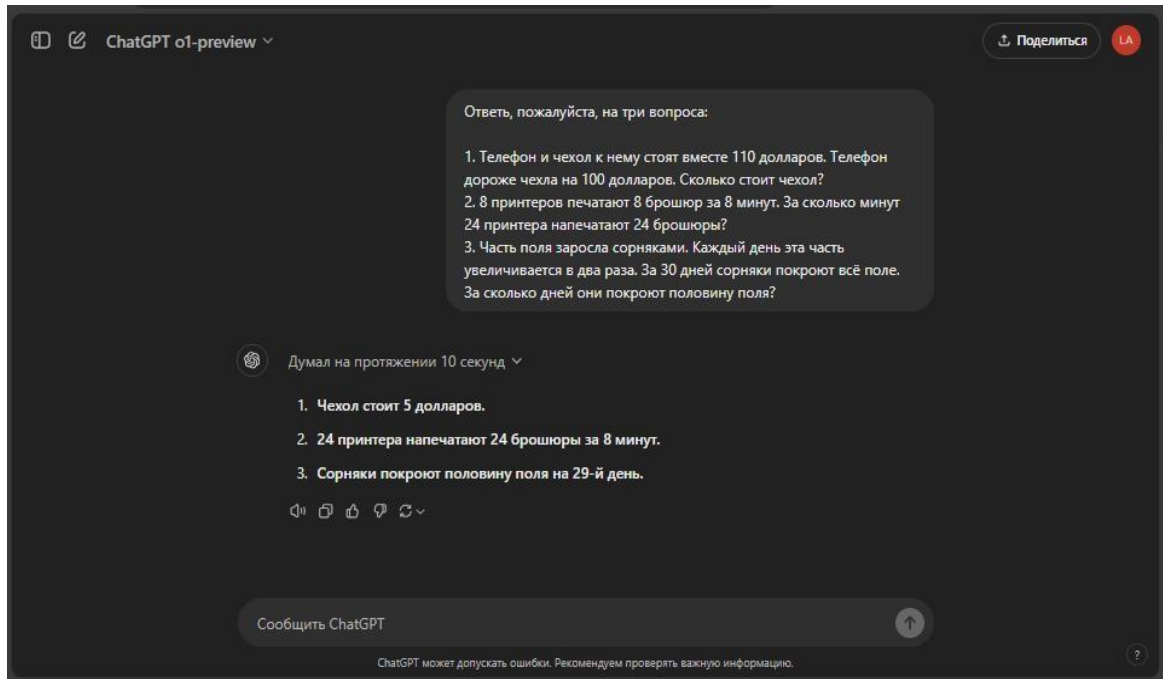 ChatGPT o1-preview
Поделиться
LA
Ответь, пожалуйста, на три вопроса:
1. Телефон и чехол к нему стоят вместе 110 долларов. Телефон
дороже чехла на 100 долларов. Сколько стоит чехол?
2. 8 принтеров печатают 8 брошюр за 8 минут. За сколько минут
24 принтера напечатают 24 брошюры?
3. Часть поля заросла сорняками. Каждый день эта часть
увеличивается в два раза. За 30 дней сорняки покроют всё поле.
За сколько дней они покроют половину поля?
Думал на протяжении 10 секунд
1. Чехол стоит 5 долларов.
2. 24 принтера напечатают 24 брошюры за 8 минут.
3. Сорняки покроют половину поля на 29-й день.
Сообщить ChatGPT
ChatGPT может допускать ошибки. Рекомендуем проверять важную информацию.
?